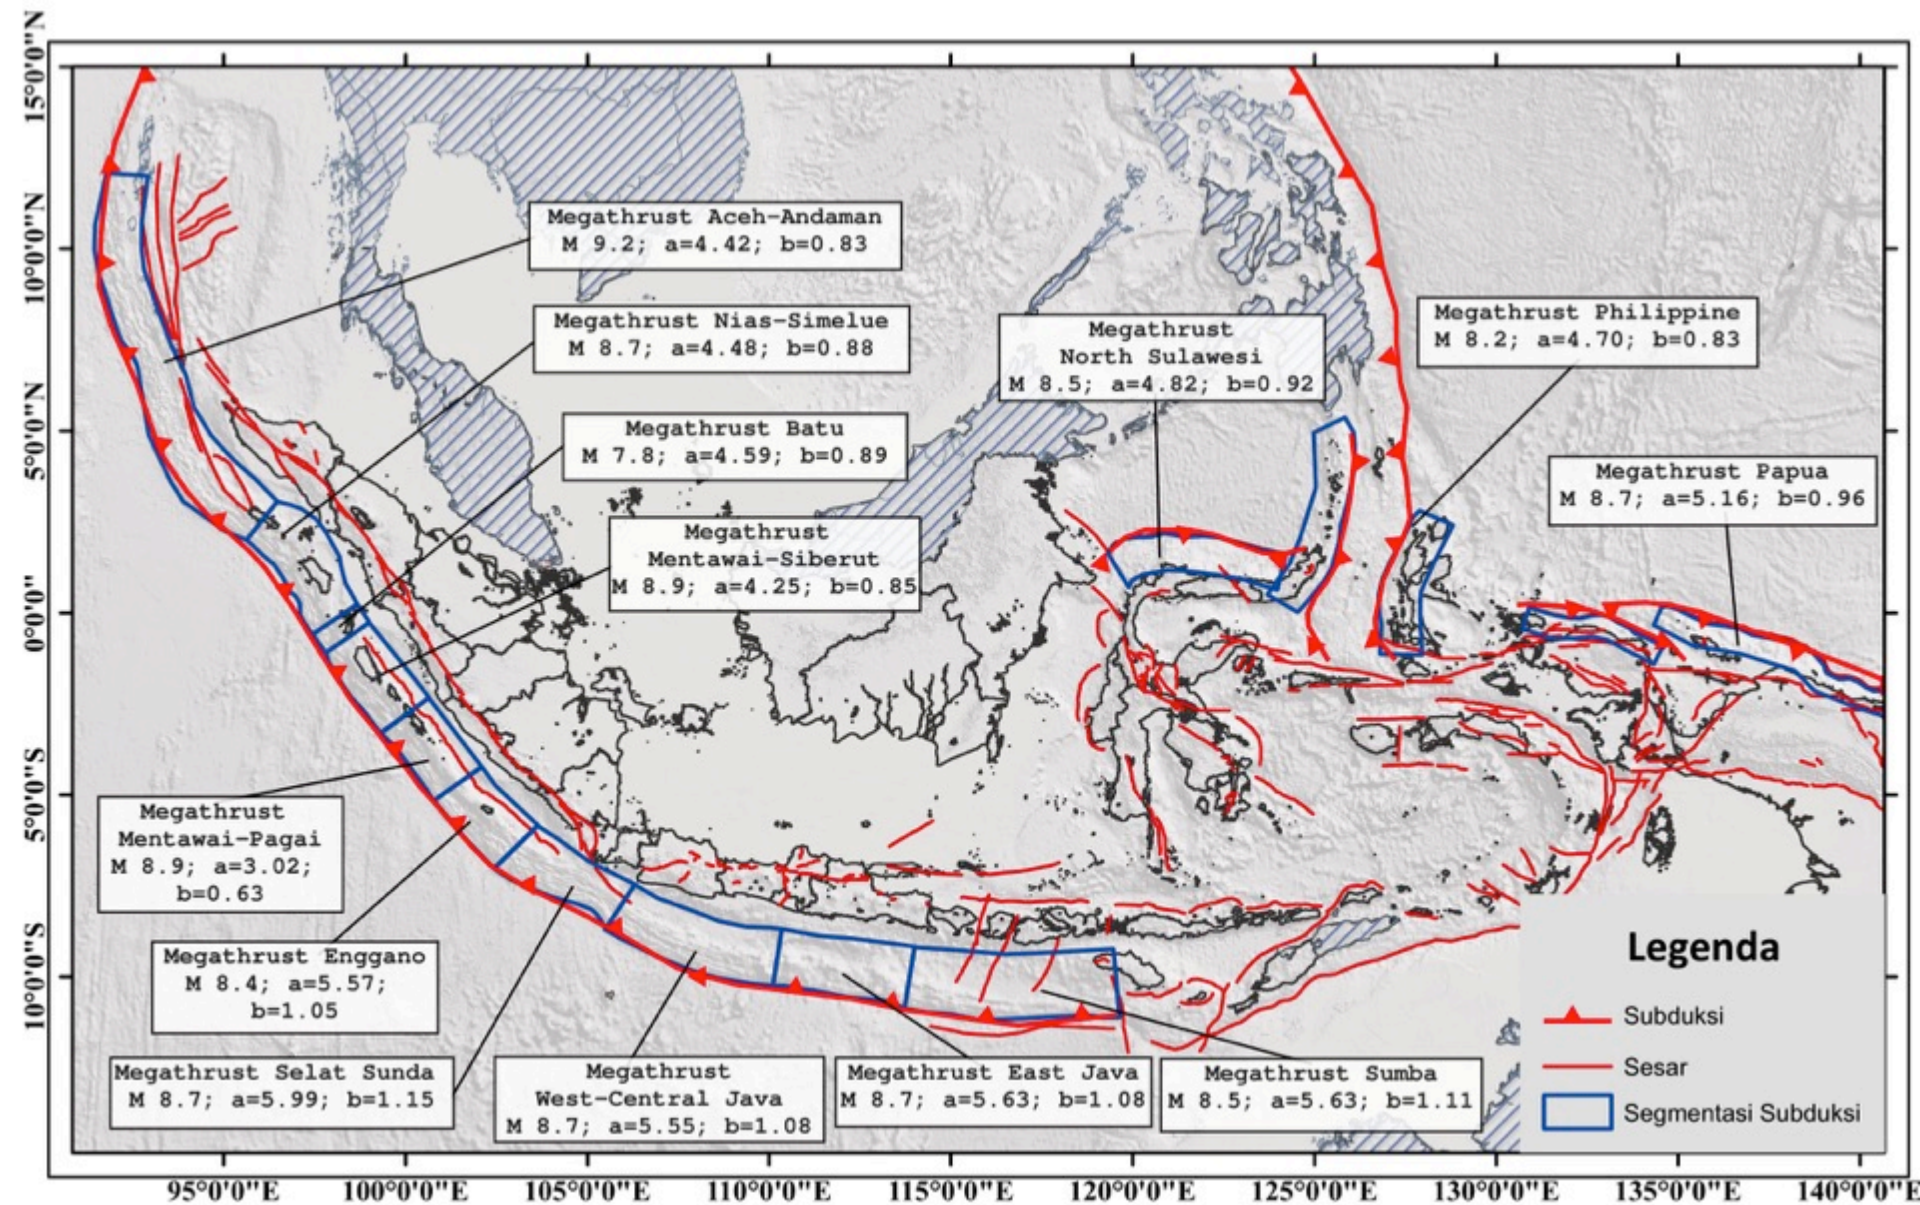 Megathrust Aceh-Andaman
M 9.2; a=4.42; b=0.83
Megathrust Nias-Simelue
M 8.7; a=4.48; b=0.88
Megathrust Batu
M 7.8; a=4.59; b=0.89
Megathrust
Mentawai-Siberut
M 8.9; a=4.25; b=0.85
Megathrust
North Sulawesi
M 8.5; a=4.82; b=0.92
Megathrust Philippine
M 8.2; a=4.70; b=0.83
Megathrust Papua
M 8.7; a=5.16; b=0.96
Megathrust
Mentawai-Pagai
M 8.9; a=3.02;
b=0.63
Megathrust Enggano
M 8.4; a=5.57;
b=1.05
Megathrust Selat Sunda
M 8.7; a=5.99; b=1.15
Megathrust
West-Central Java
M 8.7; a=5.55; b=1.08
Megathrust East Java
M 8.7; a=5.63; b=1.08
Megathrust Sumba
M 8.5; a=5.63; b=1.11
Legenda
Subduksi
Sesar
Segmentasi Subduksi
15°0'0"N
10°0'0"N
5°0'0"N
0°0'0"
5°0'0"S
10°0'0"S
95°0'0"E
100°0'0"E
105°0'0"E
110°0'0"E
115°0'0"E
120°0'0"E
125°0'0"E
130°0'0"E
135°0'0"E
140°0'0"E